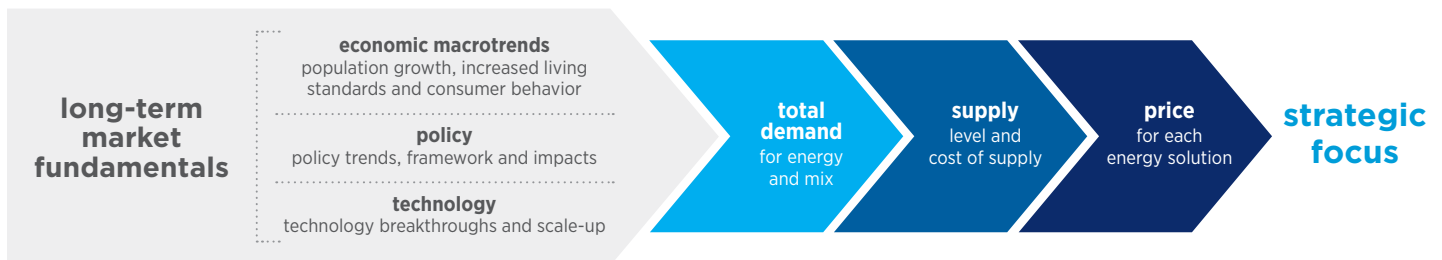 long-term
market
fundamentals
economic macrotrends
population growth, increased living
standards and consumer behavior
policy
policy trends, framework and impacts
technology
technology breakthroughs and scale-up
total
demand
for energy
and mix
supply
level and
cost of supply
price
for each
energy solution
strategic
focus